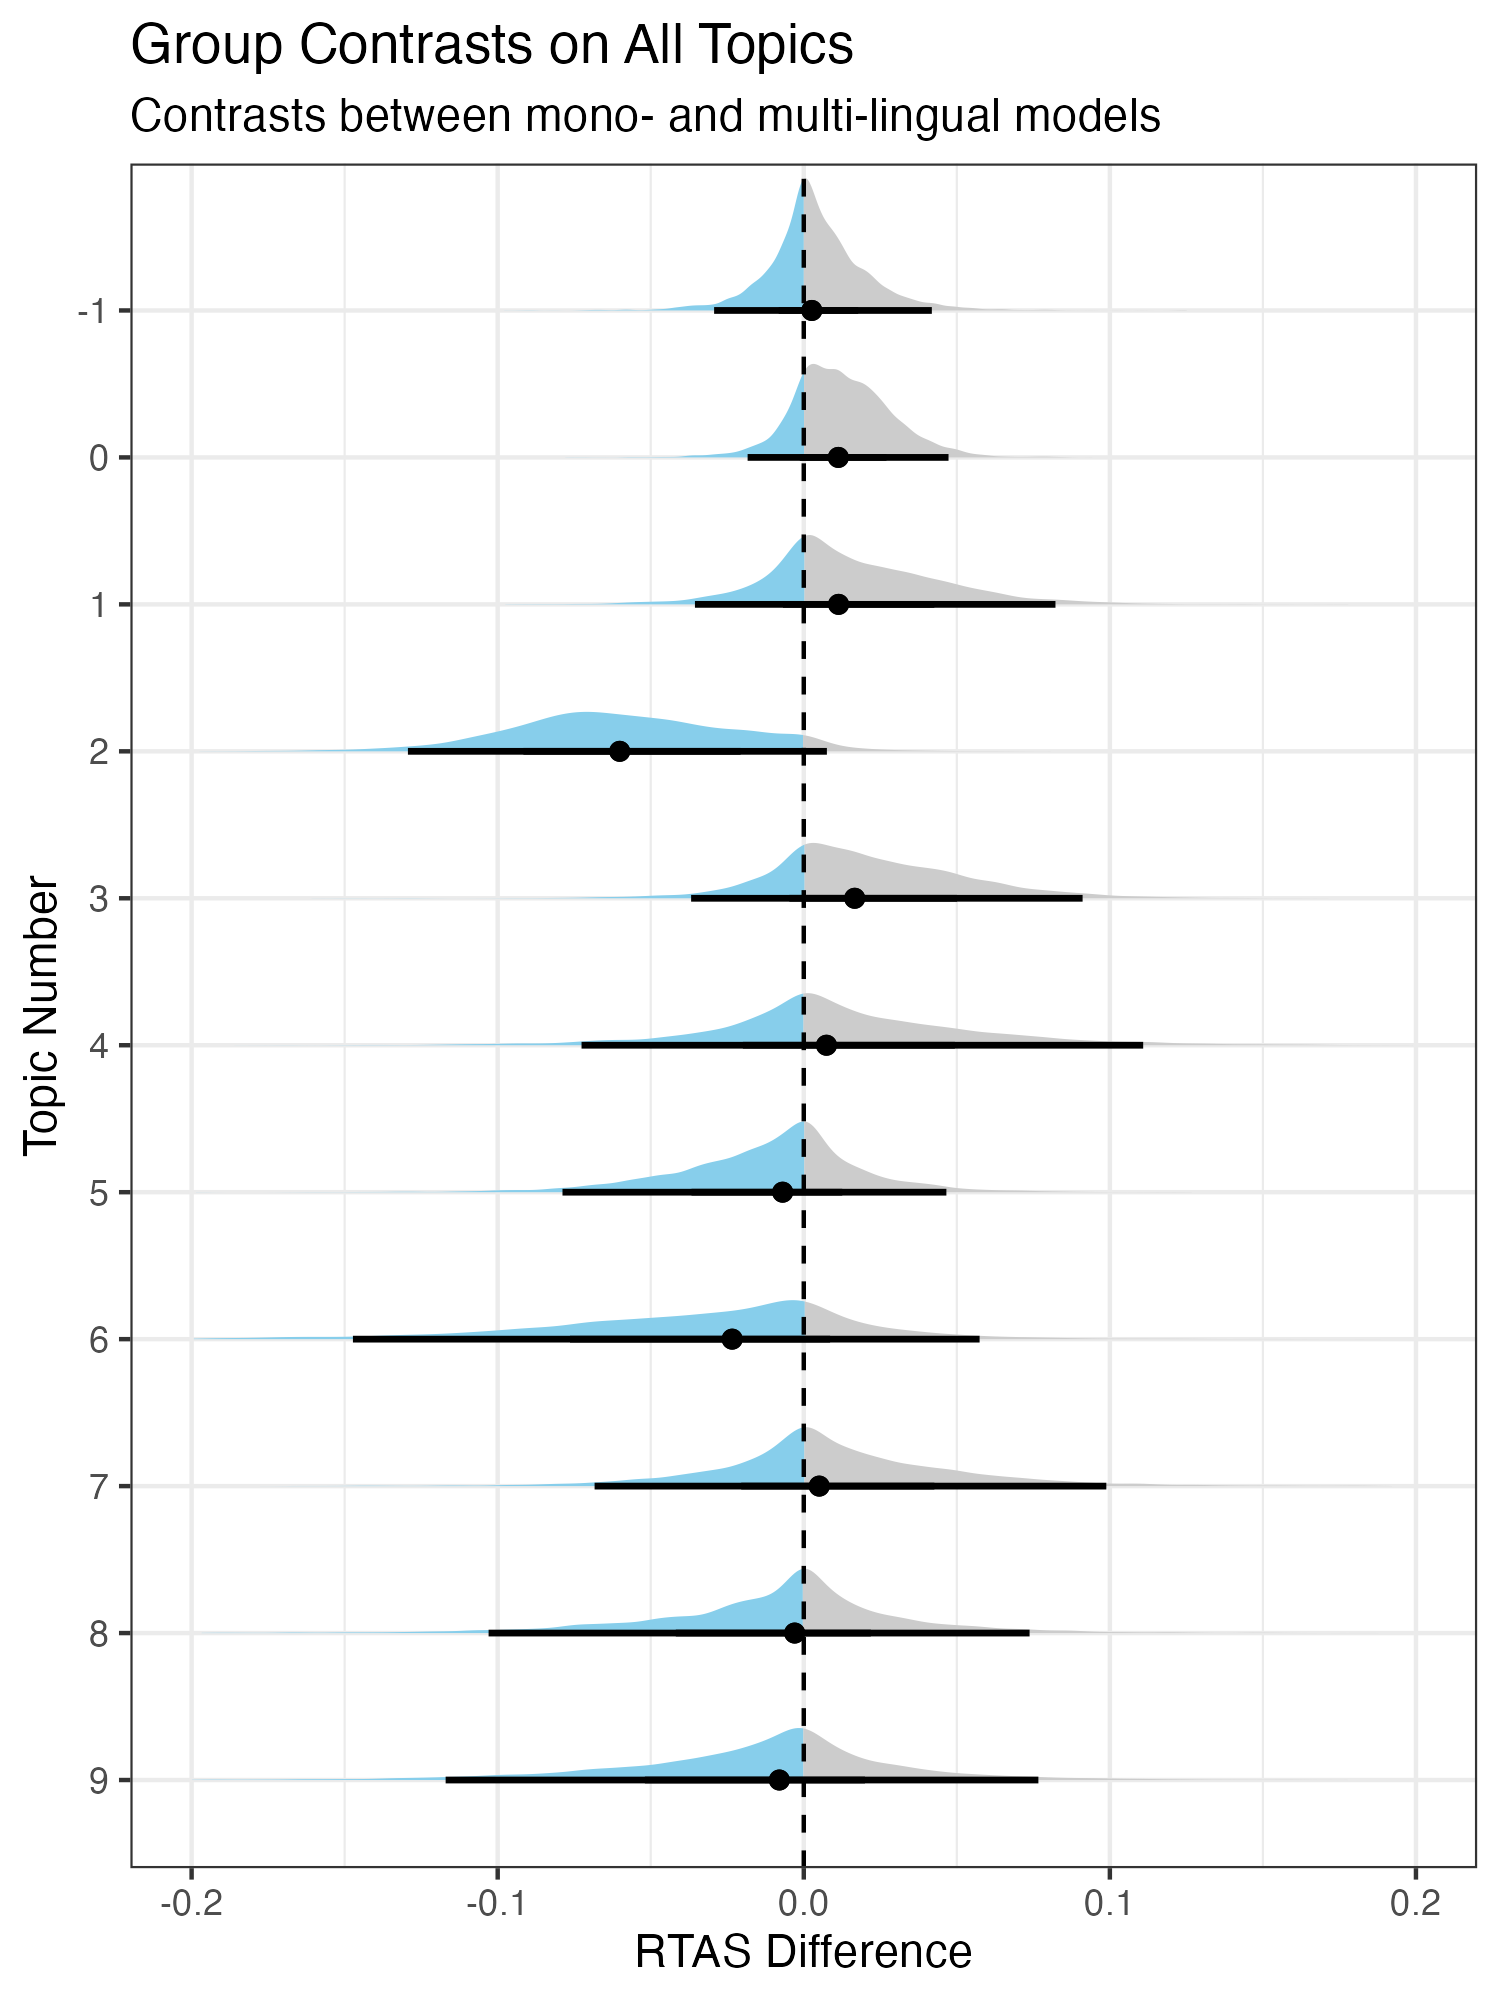 Group Contrasts on All Topics
Contrasts between mono- and multi-lingual models
Topic Number
-1
0
1
2
3
4
5
6
7
8
9
-0.2 -0.1 0.0 0.1 0.2
RTAS Difference